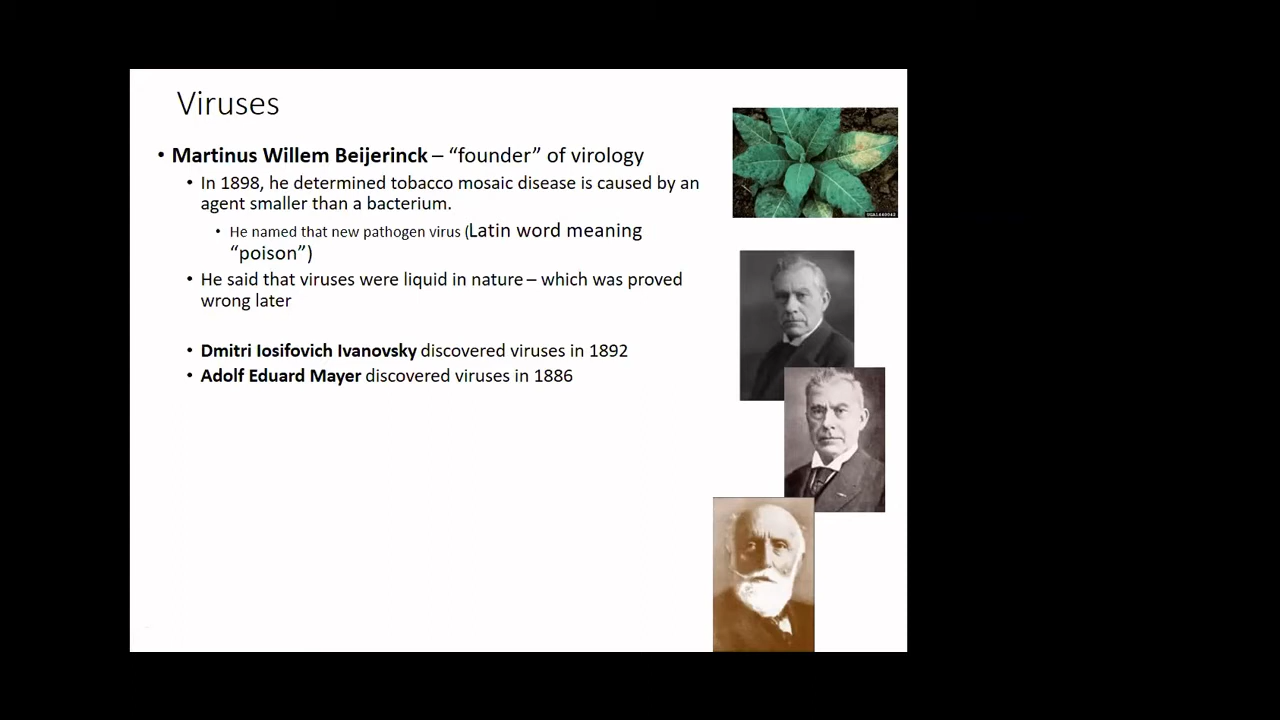 Viruses
• Martinus Willem Beijerinck – “founder” of virology
• In 1898, he determined tobacco mosaic disease is caused by an
agent smaller than a bacterium.
• He named that new pathogen virus (Latin word meaning
“poison”)
• He said that viruses were liquid in nature – which was proved
wrong later
• Dmitri Iosifovich Ivanovsky discovered viruses in 1892
• Adolf Eduard Mayer discovered viruses in 1886